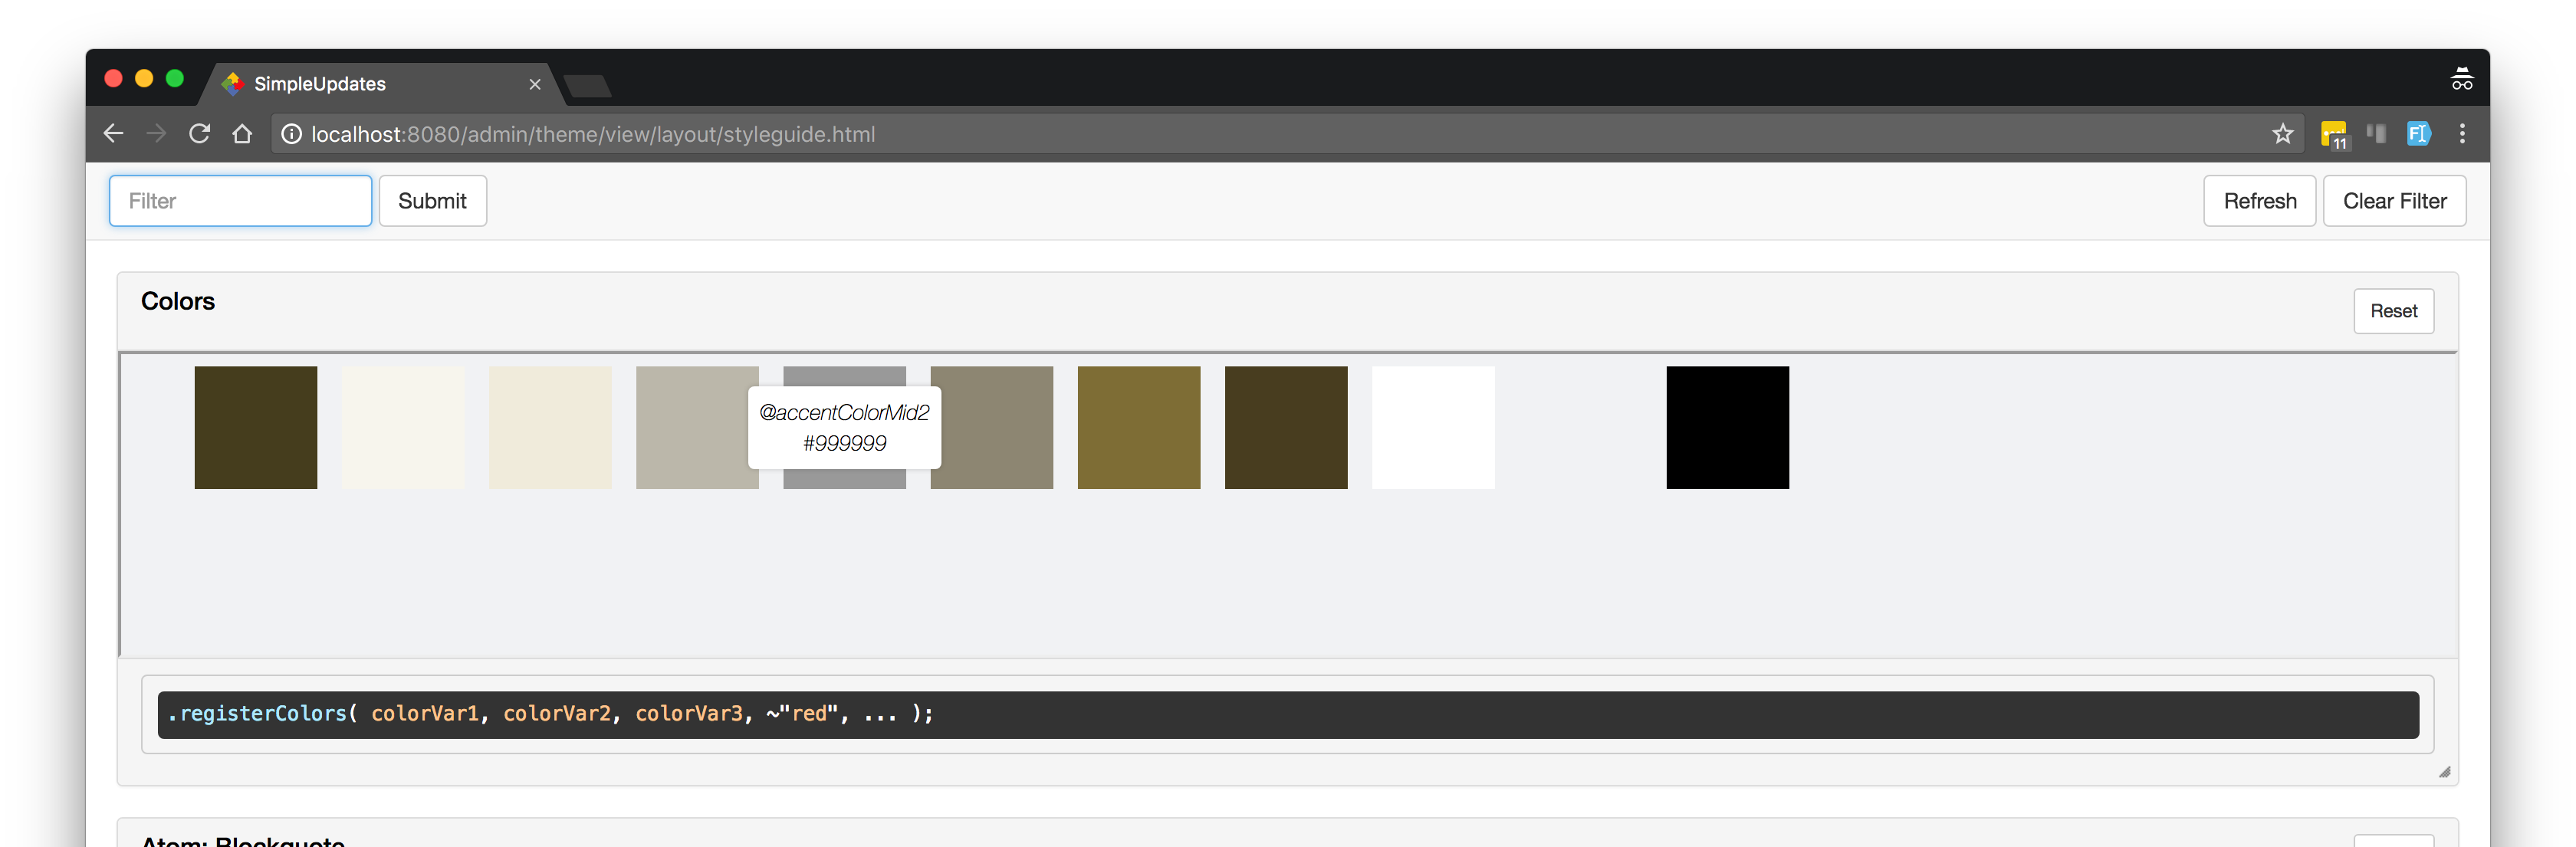 SimpleUpdates
localhost:8080/admin/theme/view/layout/styleguide.html
11
F
Filter
Submit
Refresh
Clear Filter
Colors
Reset
@accentColorMid2
#999999
.registerColors( colorVar1, colorVar2, colorVar3, ~"red", ... );
Atom: Blockquote